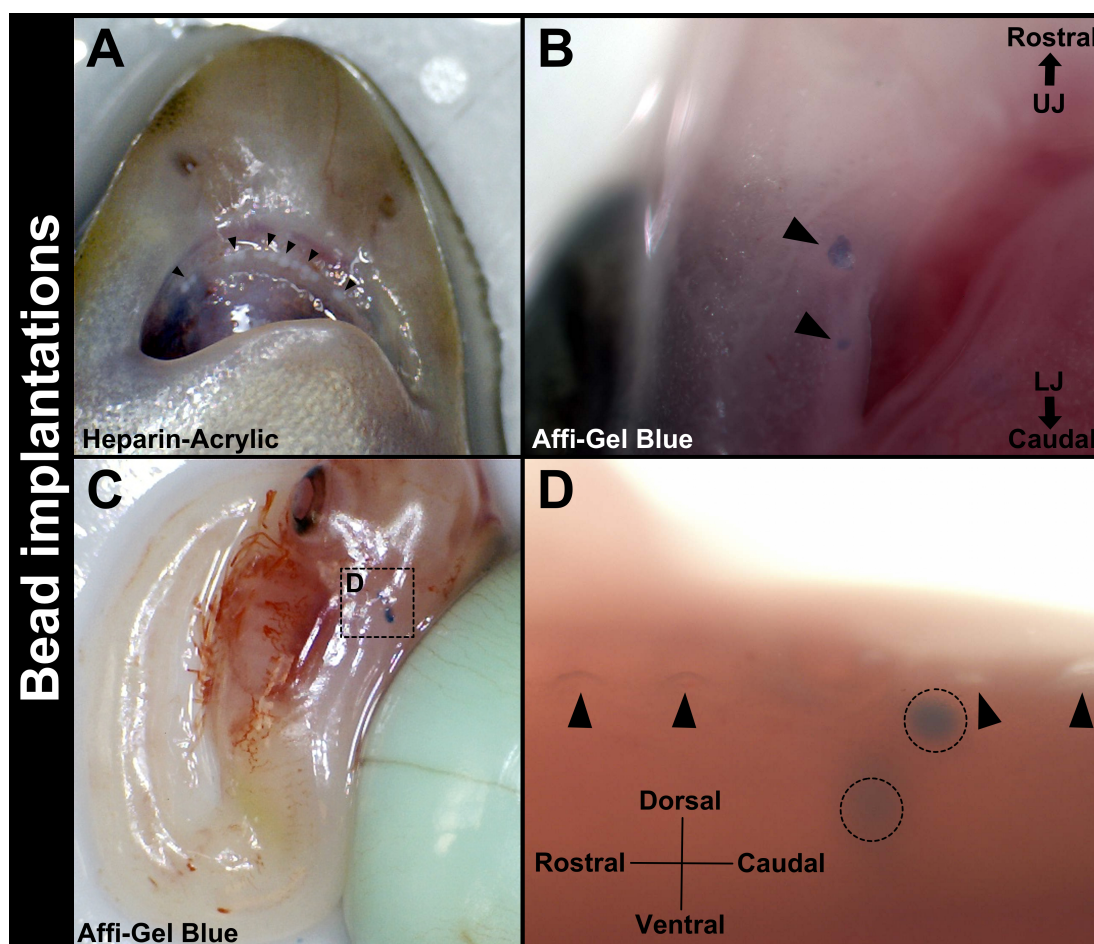 Bead implantations
A
Heparin-Acrylic
B
Rostral
UJ
LJ
Caudal
Affi-Gel Blue
C
D
Affi-Gel Blue
D
Dorsal
Rostral
Caudal
Ventral